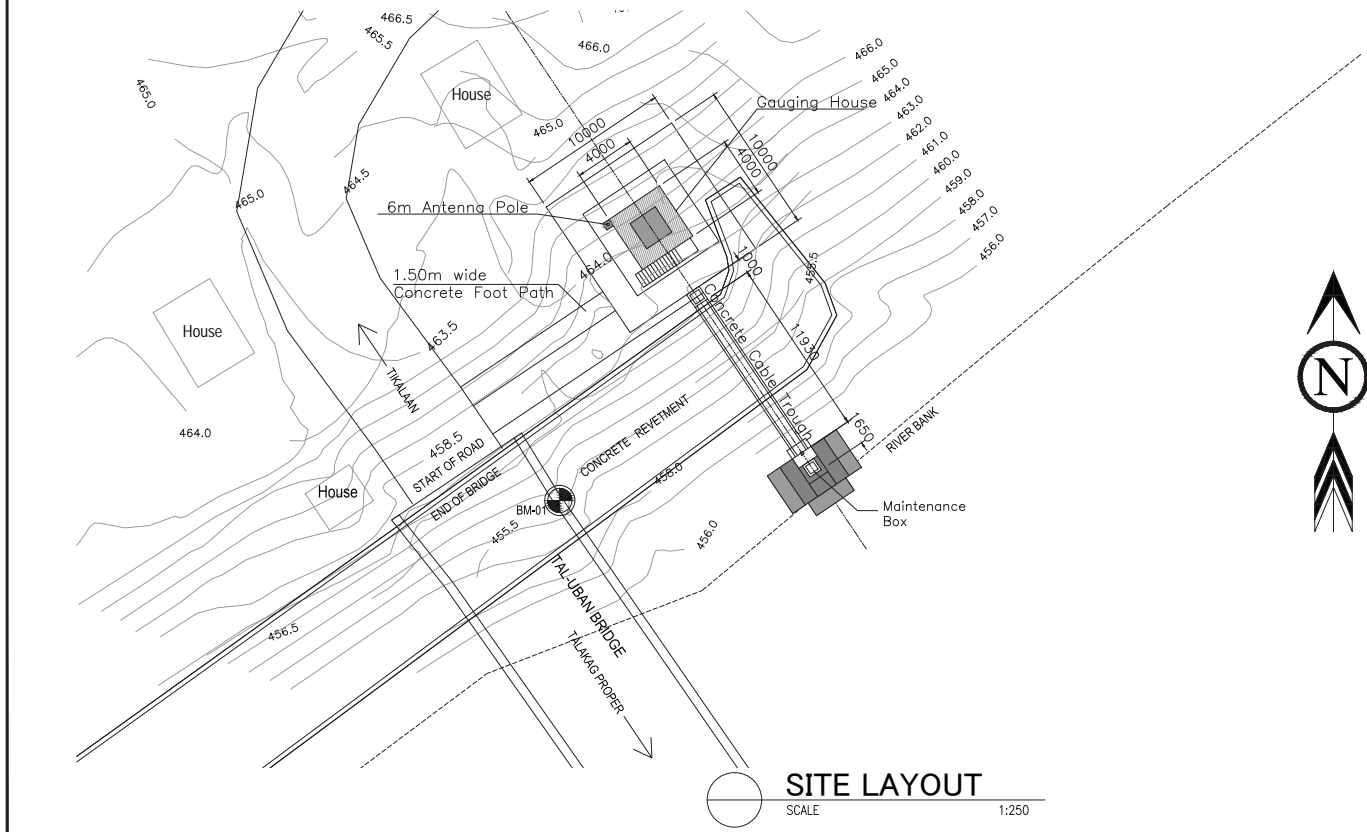 466.5
465.5
466.0
465.0
House
465.0
10000
4000
Gauging House
10000
4000
466.0
465.0
464.0
463.0
462.0
461.0
460.0
459.0
458.0
457.0
456.0
465.0
464.5
6m Antenna Pole
464.0
1.50m wide
Concrete Foot Path
1000
455.5
House
463.5
TIKALAAN
Concrete Cable Trough
11930
1650
RIVER BANK
464.0
458.5
START OF ROAD
END OF BRIDGE
CONCRETE REVETMENT
458.0
House
BM-01
455.5
456.0
Maintenance
Box
456.5
TAL-UBAN BRIDGE
TALAKAG PROPER
N
SITE LAYOUT
SCALE 1:250